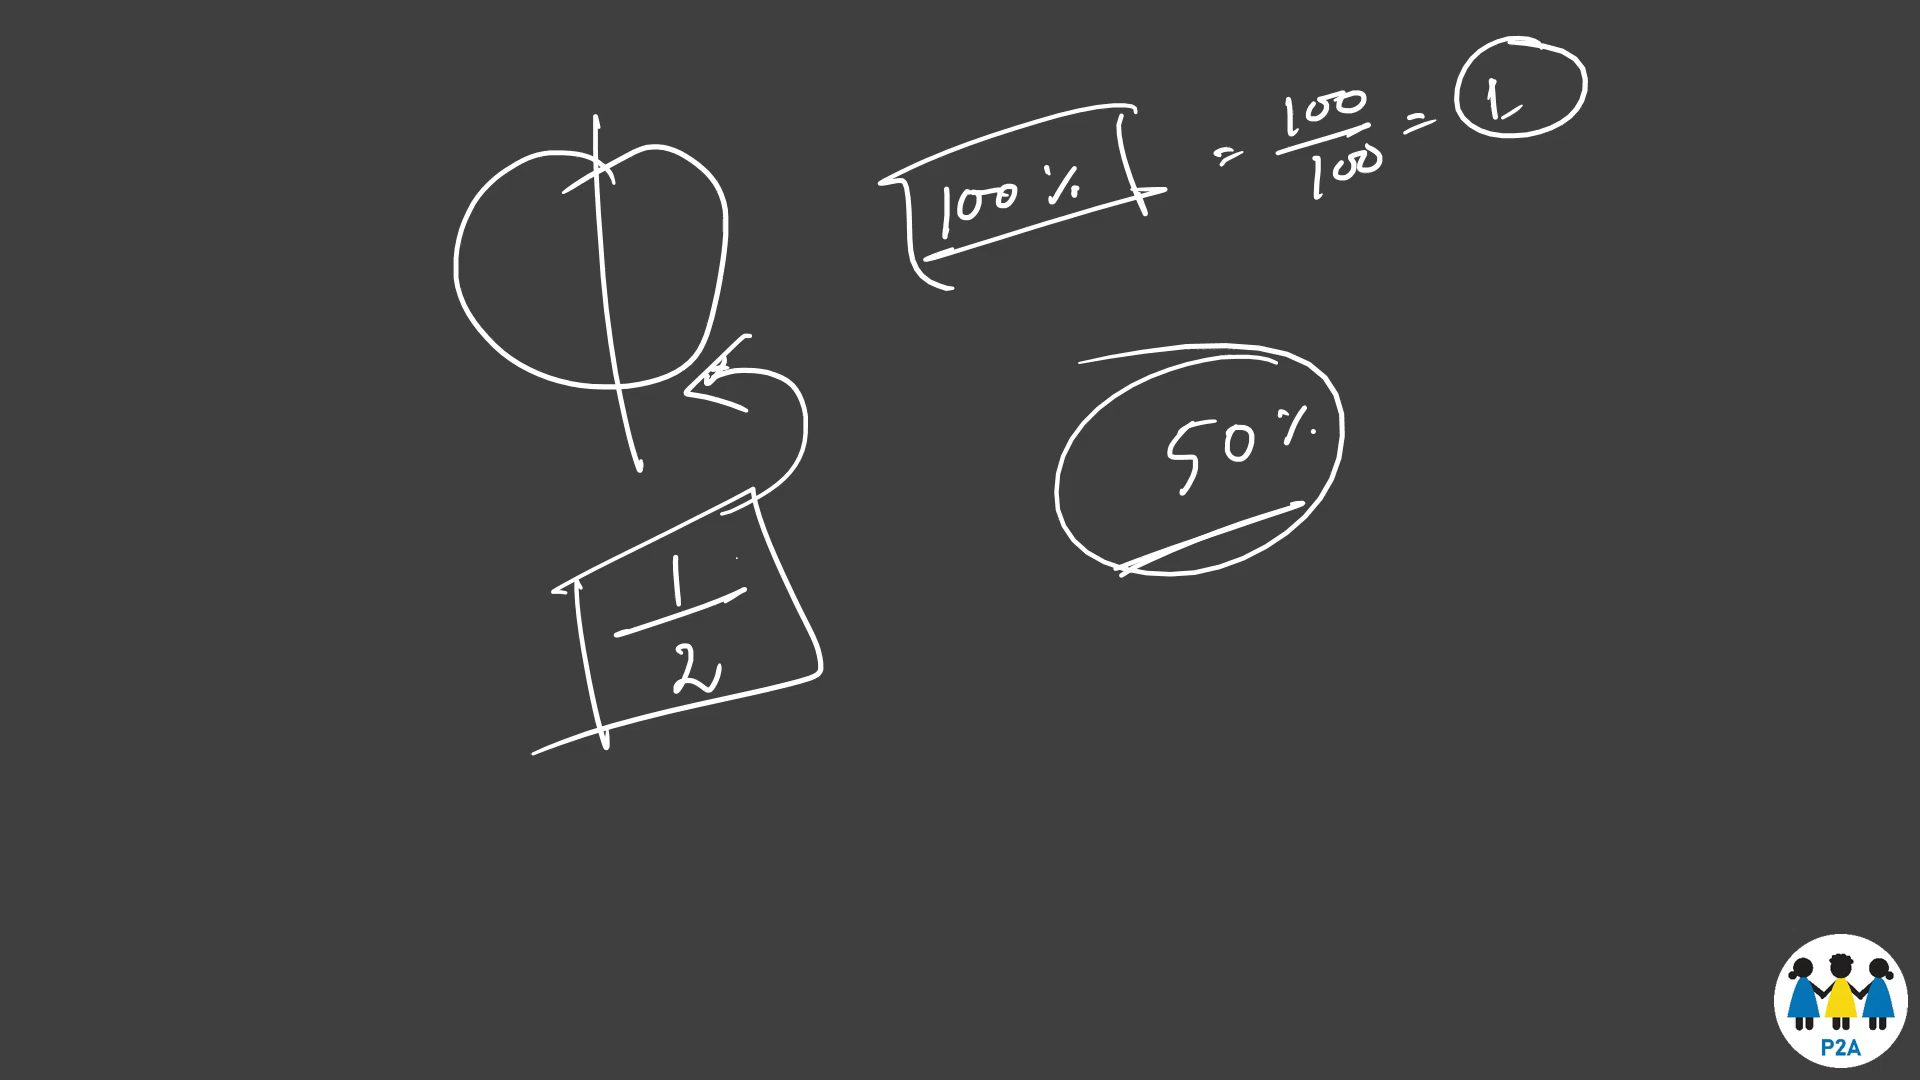 100% = 100/100 = 1
50%
1/2
P2A